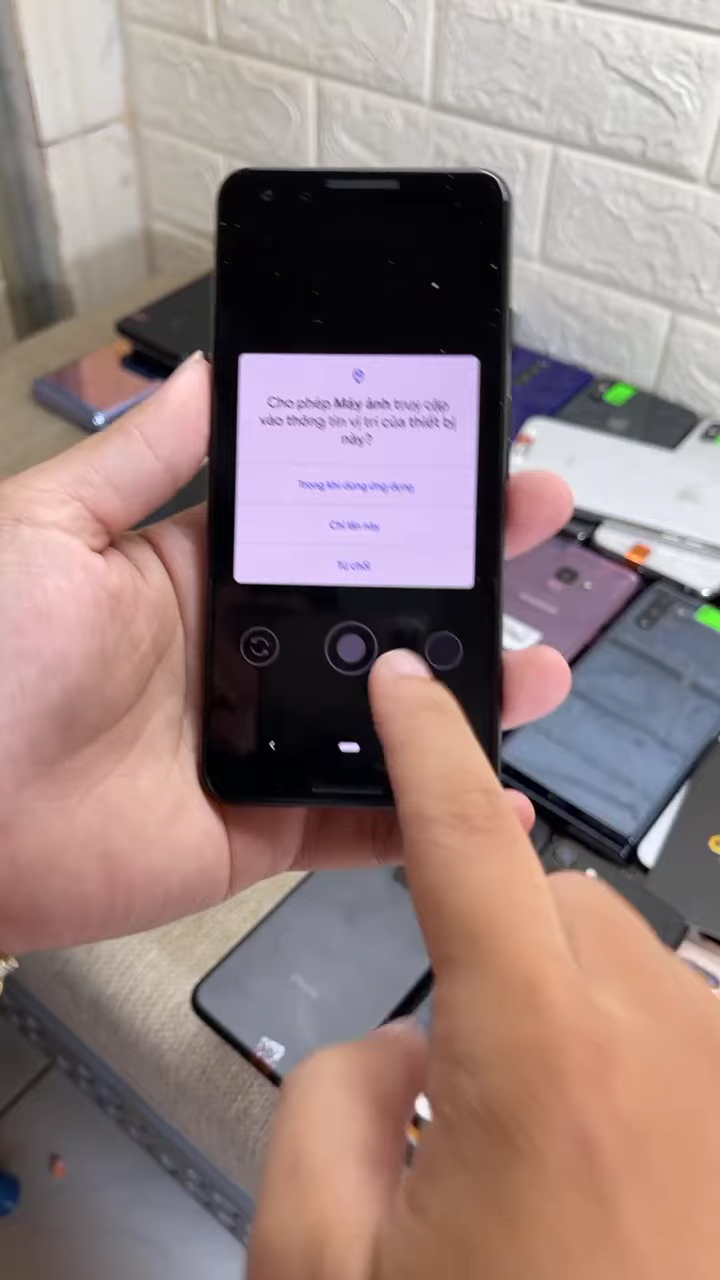 Cho phép Máy ảnh truy cập
vào thông tin vị trí của thiết bị
này?
Trong khi dùng ứng dụng
Chỉ lần này
Từ chối